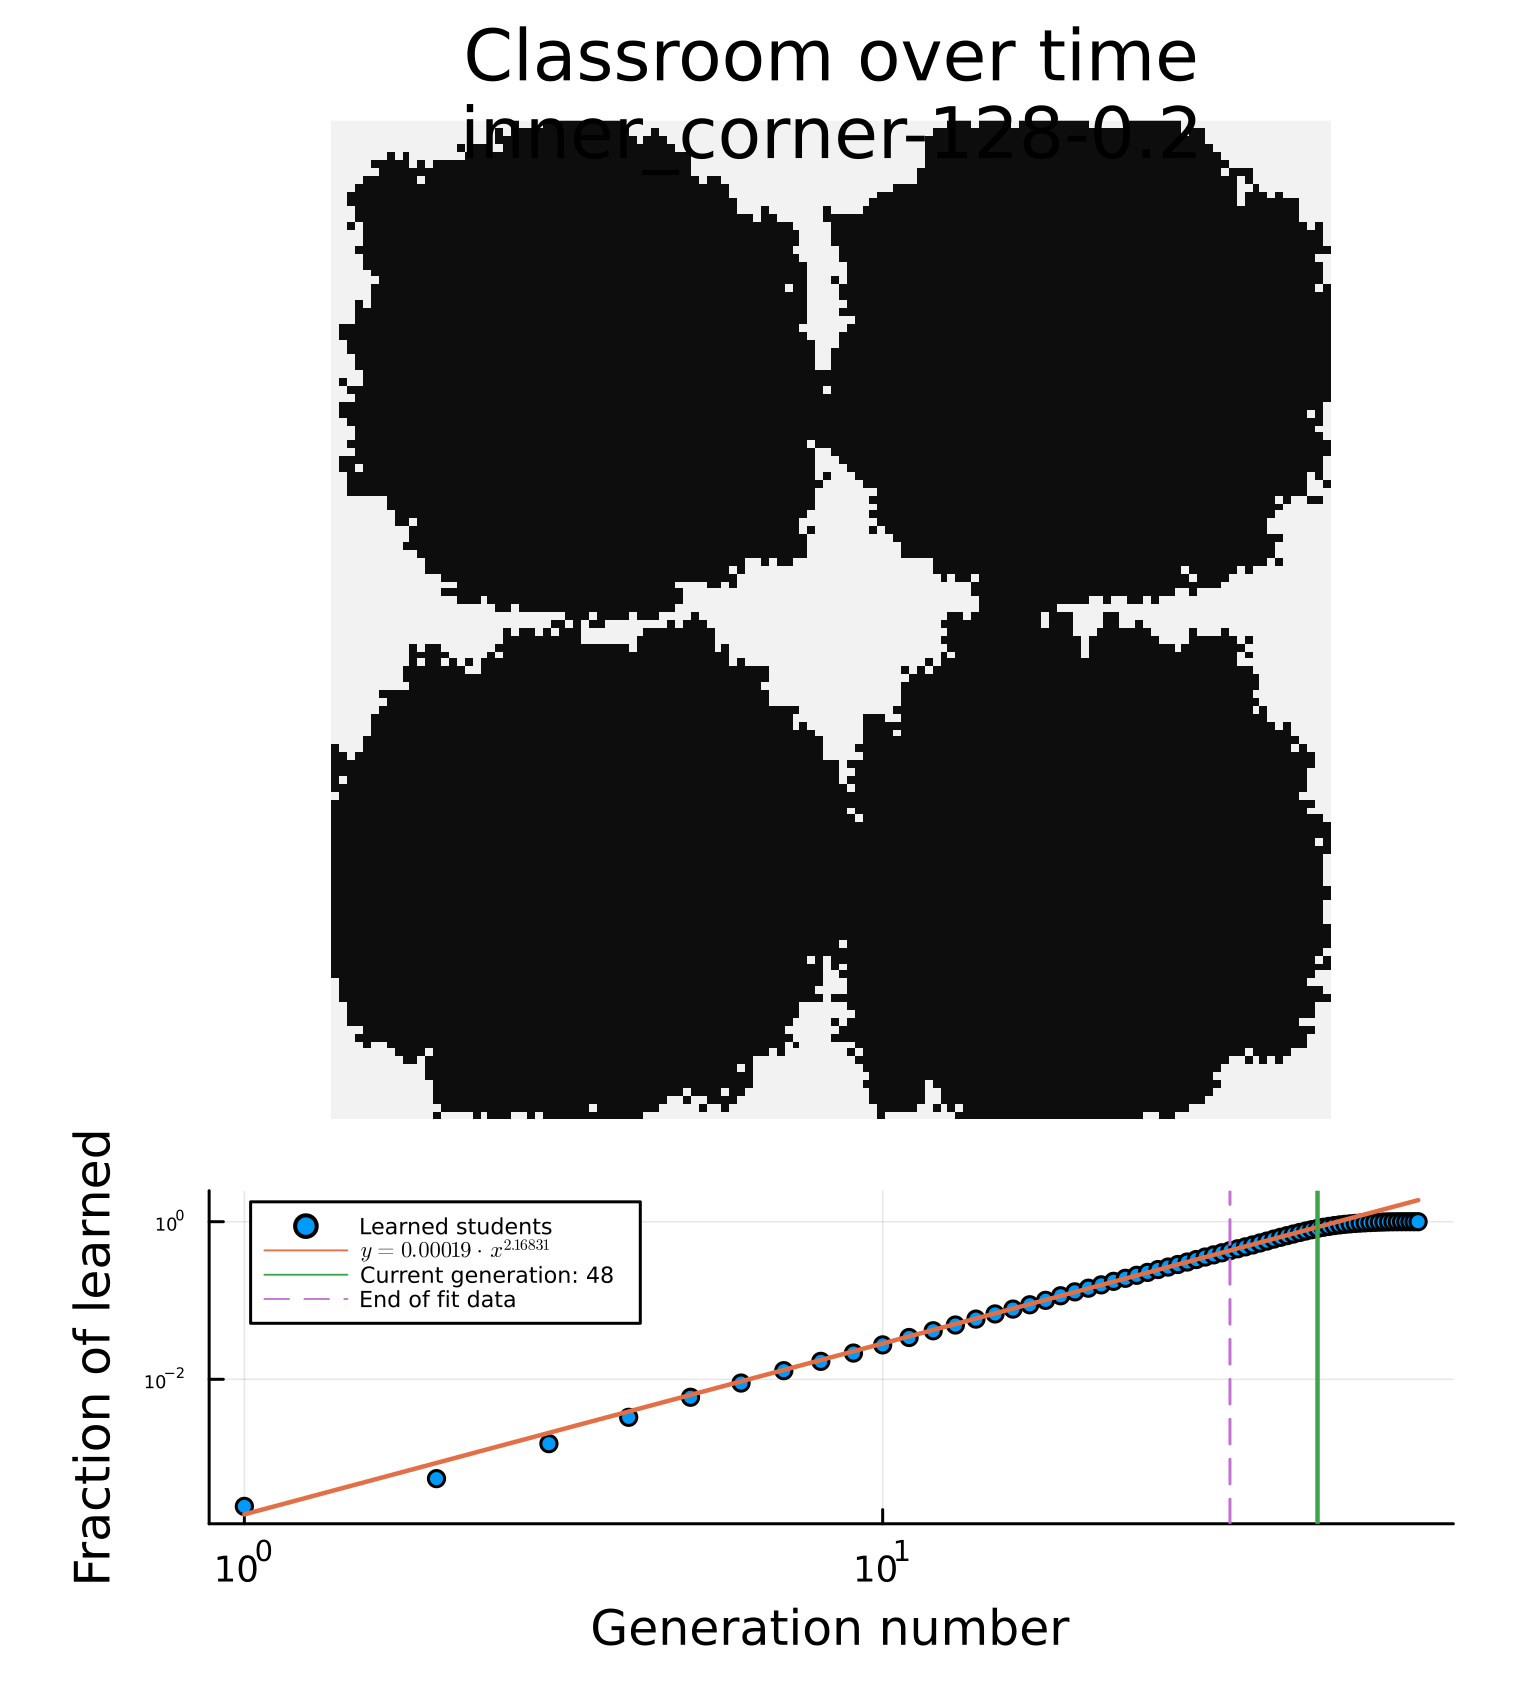 Classroom over time
inner_corner-128-0.2
Fraction of learned
10^0
10^-2
Learned students
y = 0.00019 · x^2.16831
Current generation: 48
End of fit data
10^0
10^1
Generation number